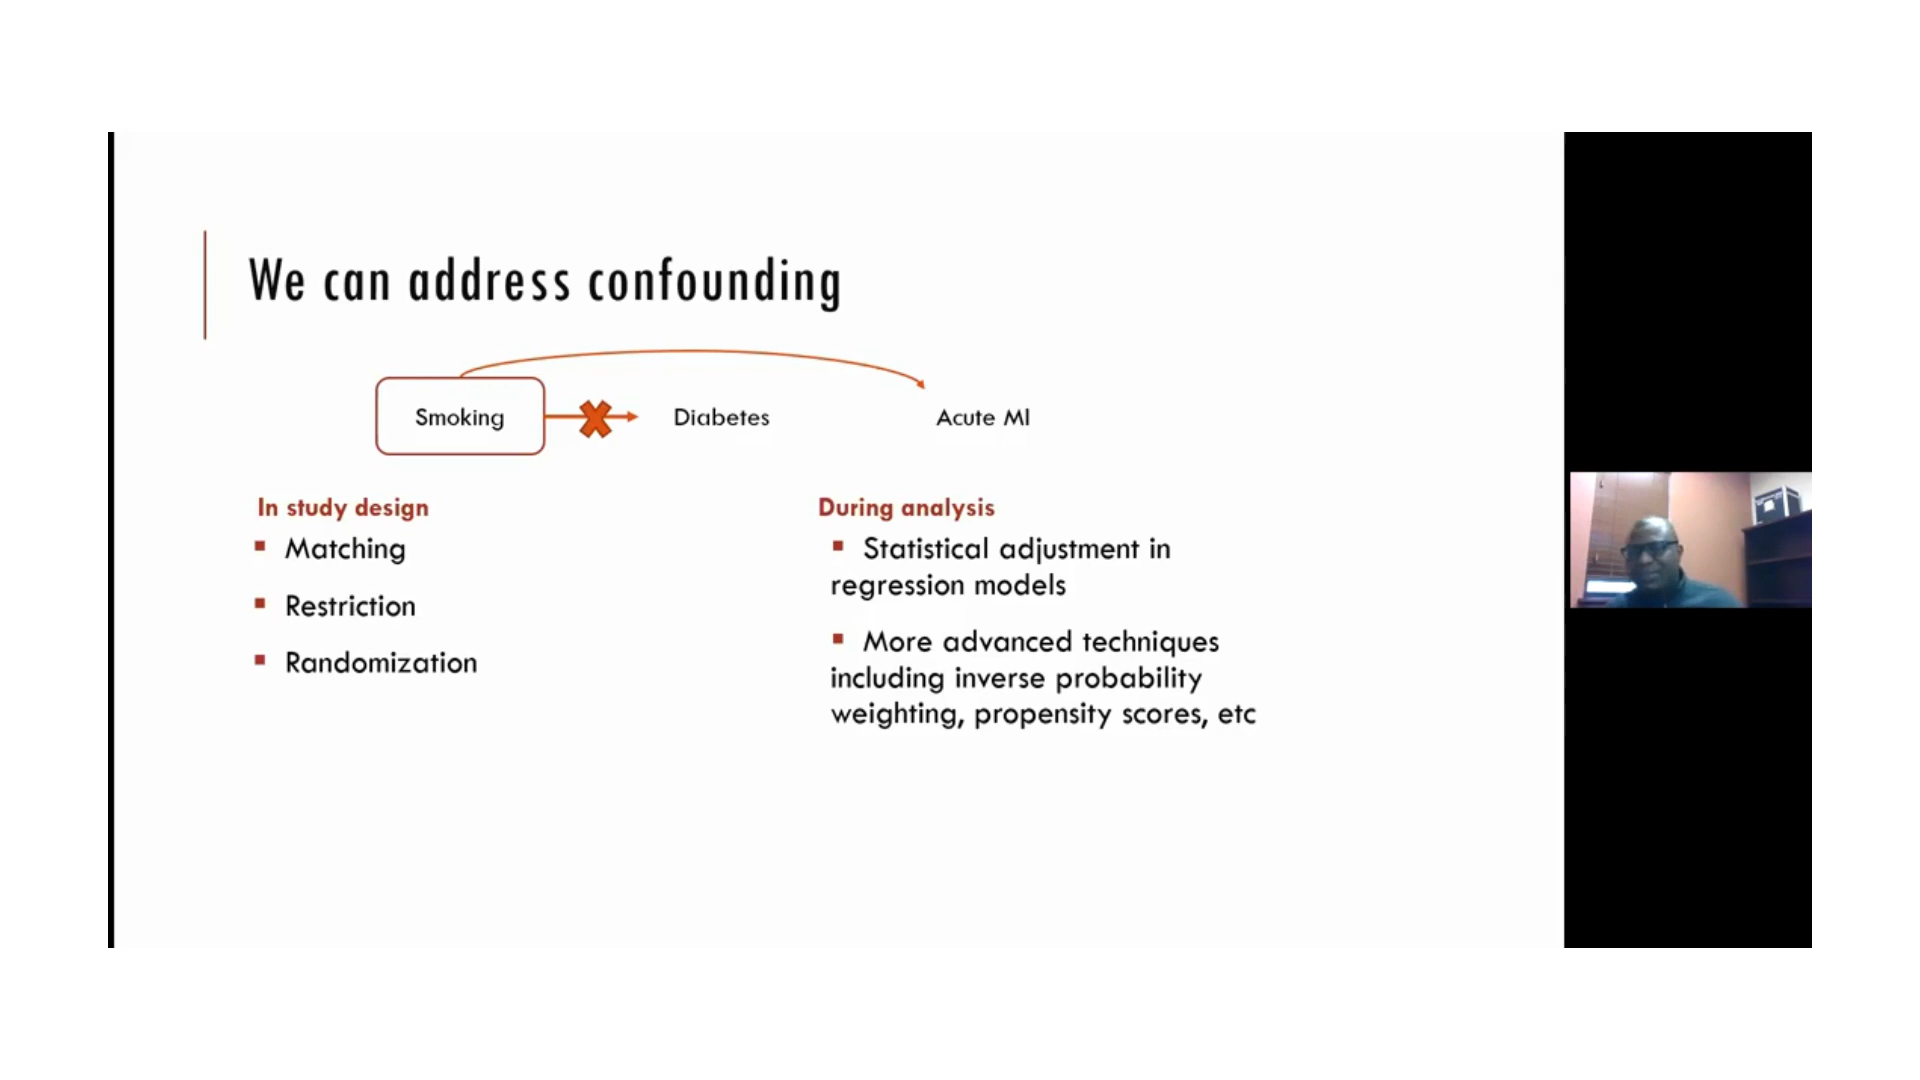 We can address confounding
Smoking
Diabetes
Acute MI
In study design
▪ Matching
▪ Restriction
▪ Randomization
During analysis
▪ Statistical adjustment in
regression models
▪ More advanced techniques
including inverse probability
weighting, propensity scores, etc